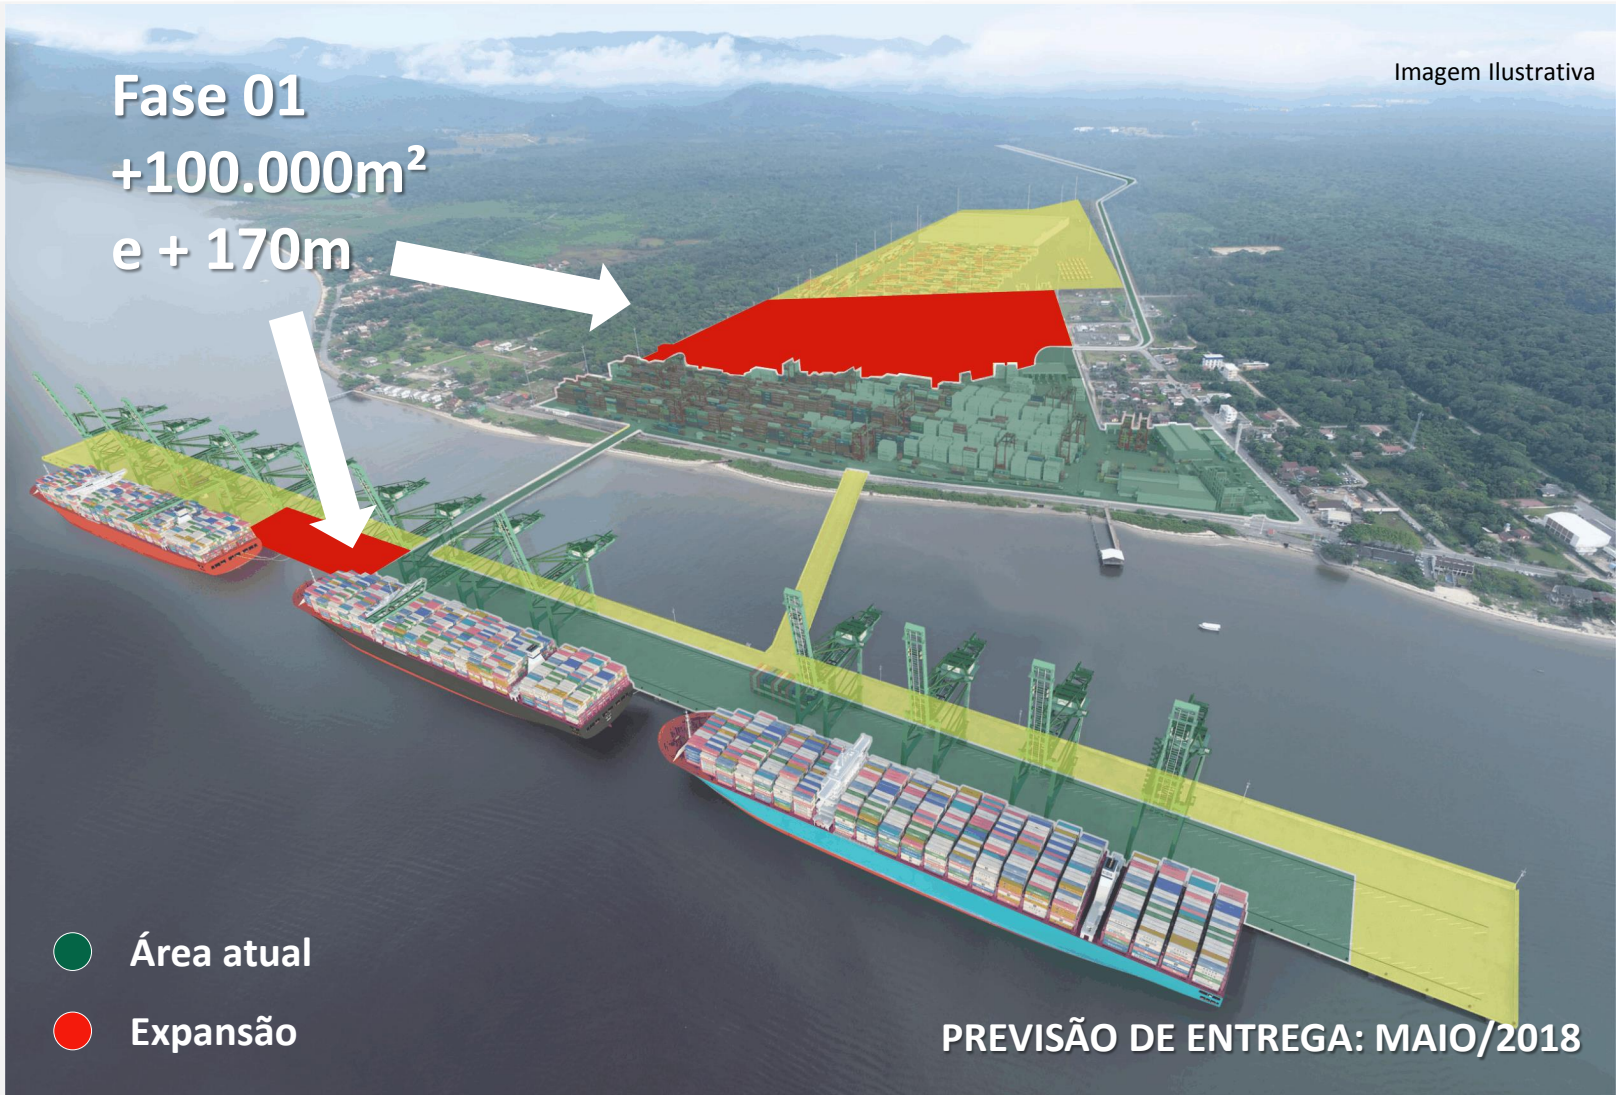 Fase 01
+100.000m²
e + 170m
Imagem Ilustrativa
Área atual
Expansão
PREVISÃO DE ENTREGA: MAIO/2018